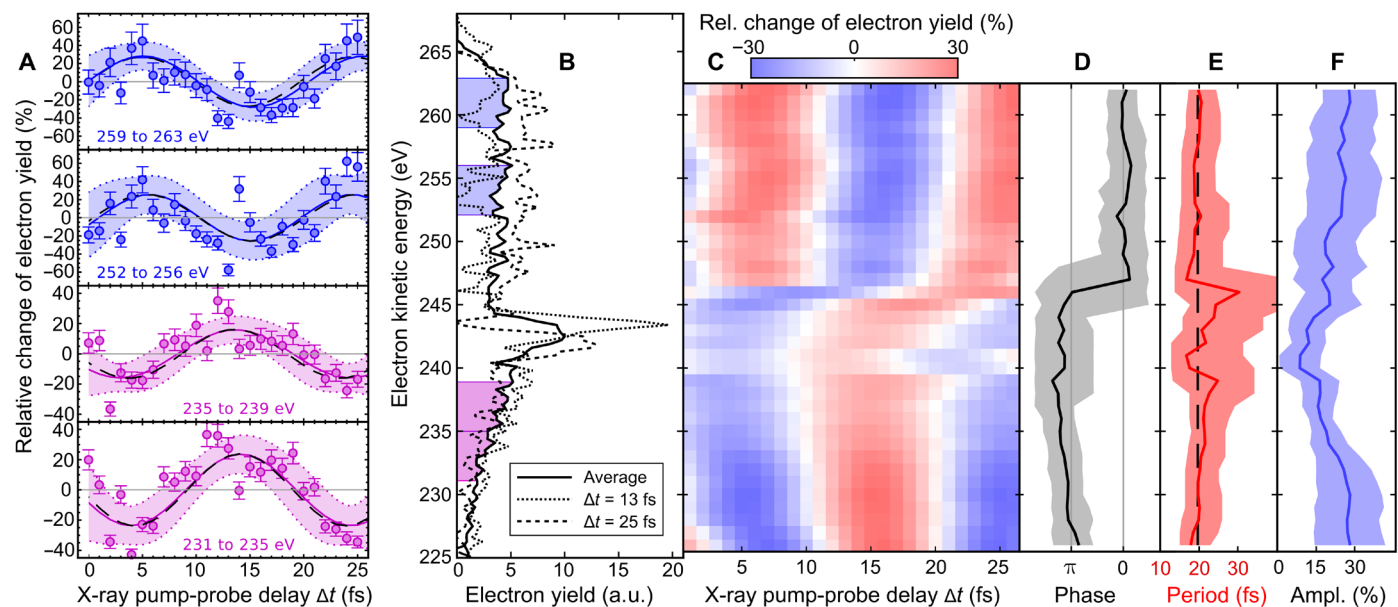 Rel. change of electron yield (%)
−30 0 30
A
B
C
D
E
F
Relative change of electron yield (%)
60
40
20
0
−20
−40
−60
259 to 263 eV
60
40
20
0
−20
−40
−60
252 to 256 eV
40
20
0
−20
−40
235 to 239 eV
40
20
0
−20
−40
231 to 235 eV
0 5 10 15 20 25
X-ray pump-probe delay Δt (fs)
0 5 10 15 20
Electron kinetic energy (eV)
265
260
255
250
245
240
235
230
225
Average
Δt = 13 fs
Δt = 25 fs
0 5 10 15 20
Electron yield (a.u.)
5 10 15 20 25
X-ray pump-probe delay Δt (fs)
π 0
Phase
10 20 30
Period (fs)
0 15 30
Ampl. (%)